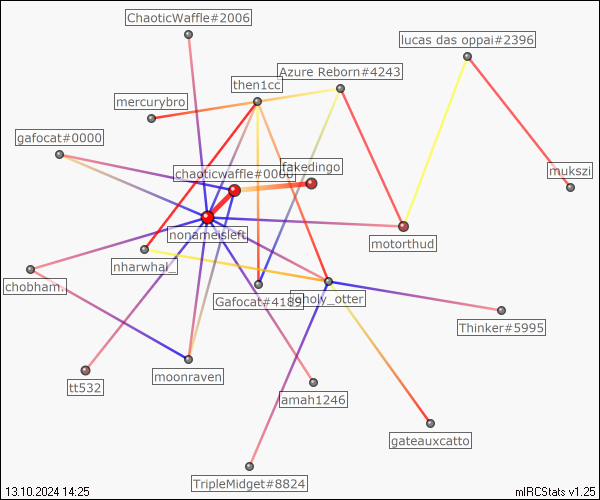 ChaoticWaffle#2006
lucas das oppai#2396
Azure Reborn#4243
then1cc
mercurybro
gafocat#0000
fakedingo
chaoticwaffle#0000
mukszi
nonameisleft
motorthud
nharwhal_
chobham.
Gafocat#4189
unholy_otter
Thinker#5995
moonraven
tt532
amah1246
gateauxcatto
TripleMidget#8824
13.10.2024 14:25
mIRCStats v1.25